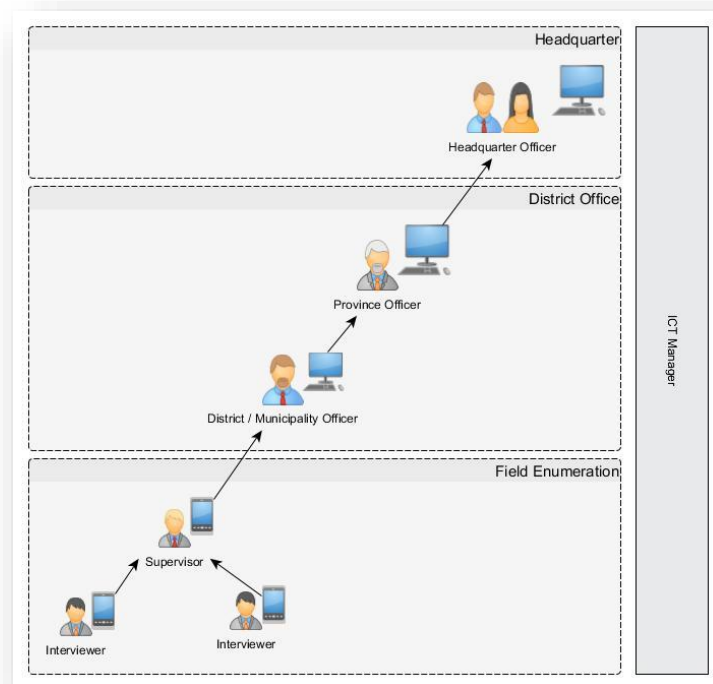 Headquarter
Headquarter Officer
District Office
Province Officer
District / Municipality Officer
Field Enumeration
Supervisor
Interviewer
Interviewer
ICT Manager